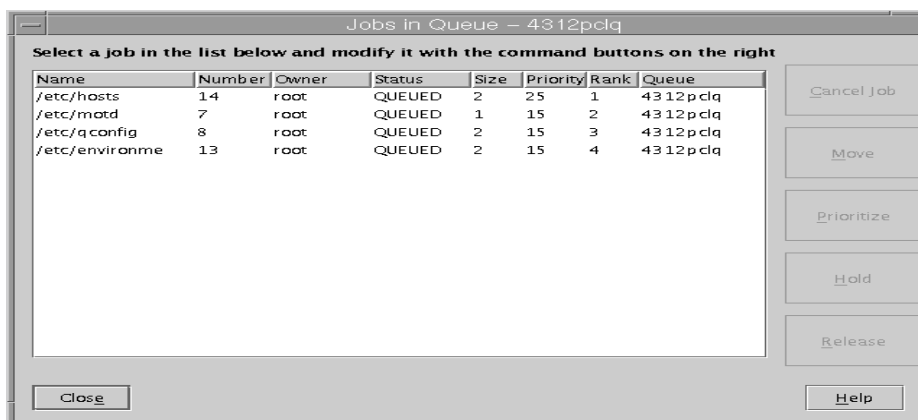 Jobs in Queue – 4312pclq
Select a job in the list below and modify it with the command buttons on the right
Name Number Owner Status Size Priority Rank Queue
/etc/hosts 14 root QUEUED 2 25 1 4312pclq
/etc/motd 7 root QUEUED 1 15 2 4312pclq
/etc/qconfig 8 root QUEUED 2 15 3 4312pclq
/etc/environme 13 root QUEUED 2 15 4 4312pclq
Cancel Job
Move
Prioritize
Hold
Release
Close
Help